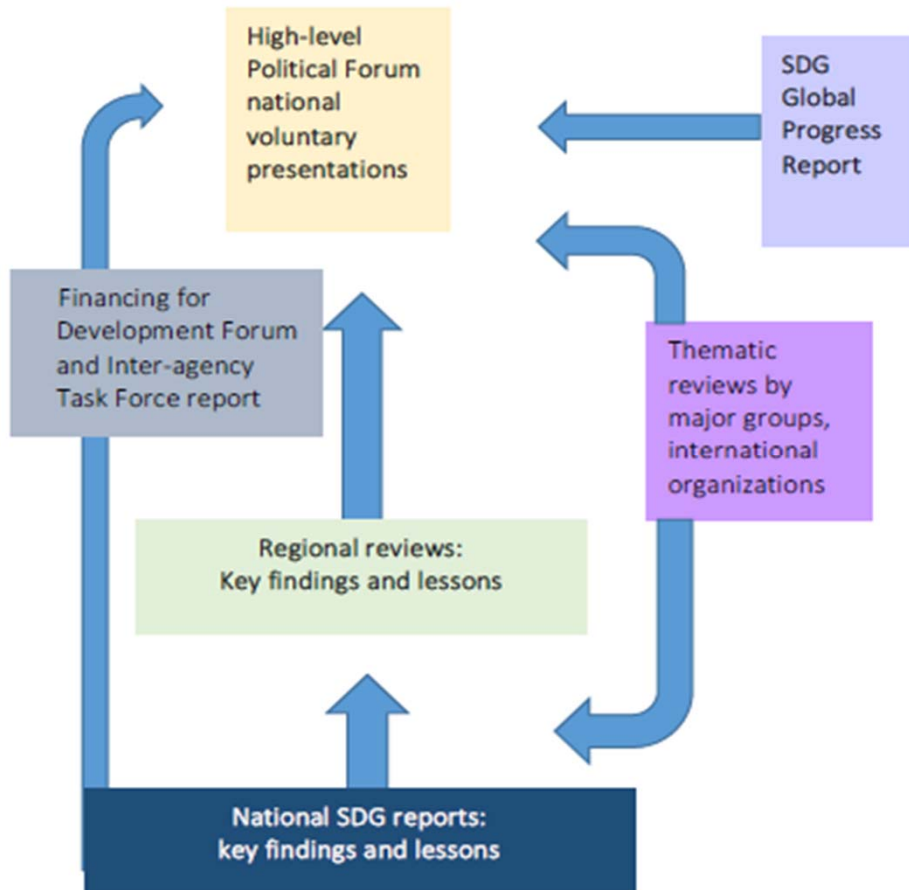 High-level
Political Forum
national
voluntary
presentations
SDG
Global
Progress
Report
Financing for
Development Forum
and Inter-agency
Task Force report
Thematic
reviews by
major groups,
international
organizations
Regional reviews:
Key findings and lessons
National SDG reports:
key findings and lessons